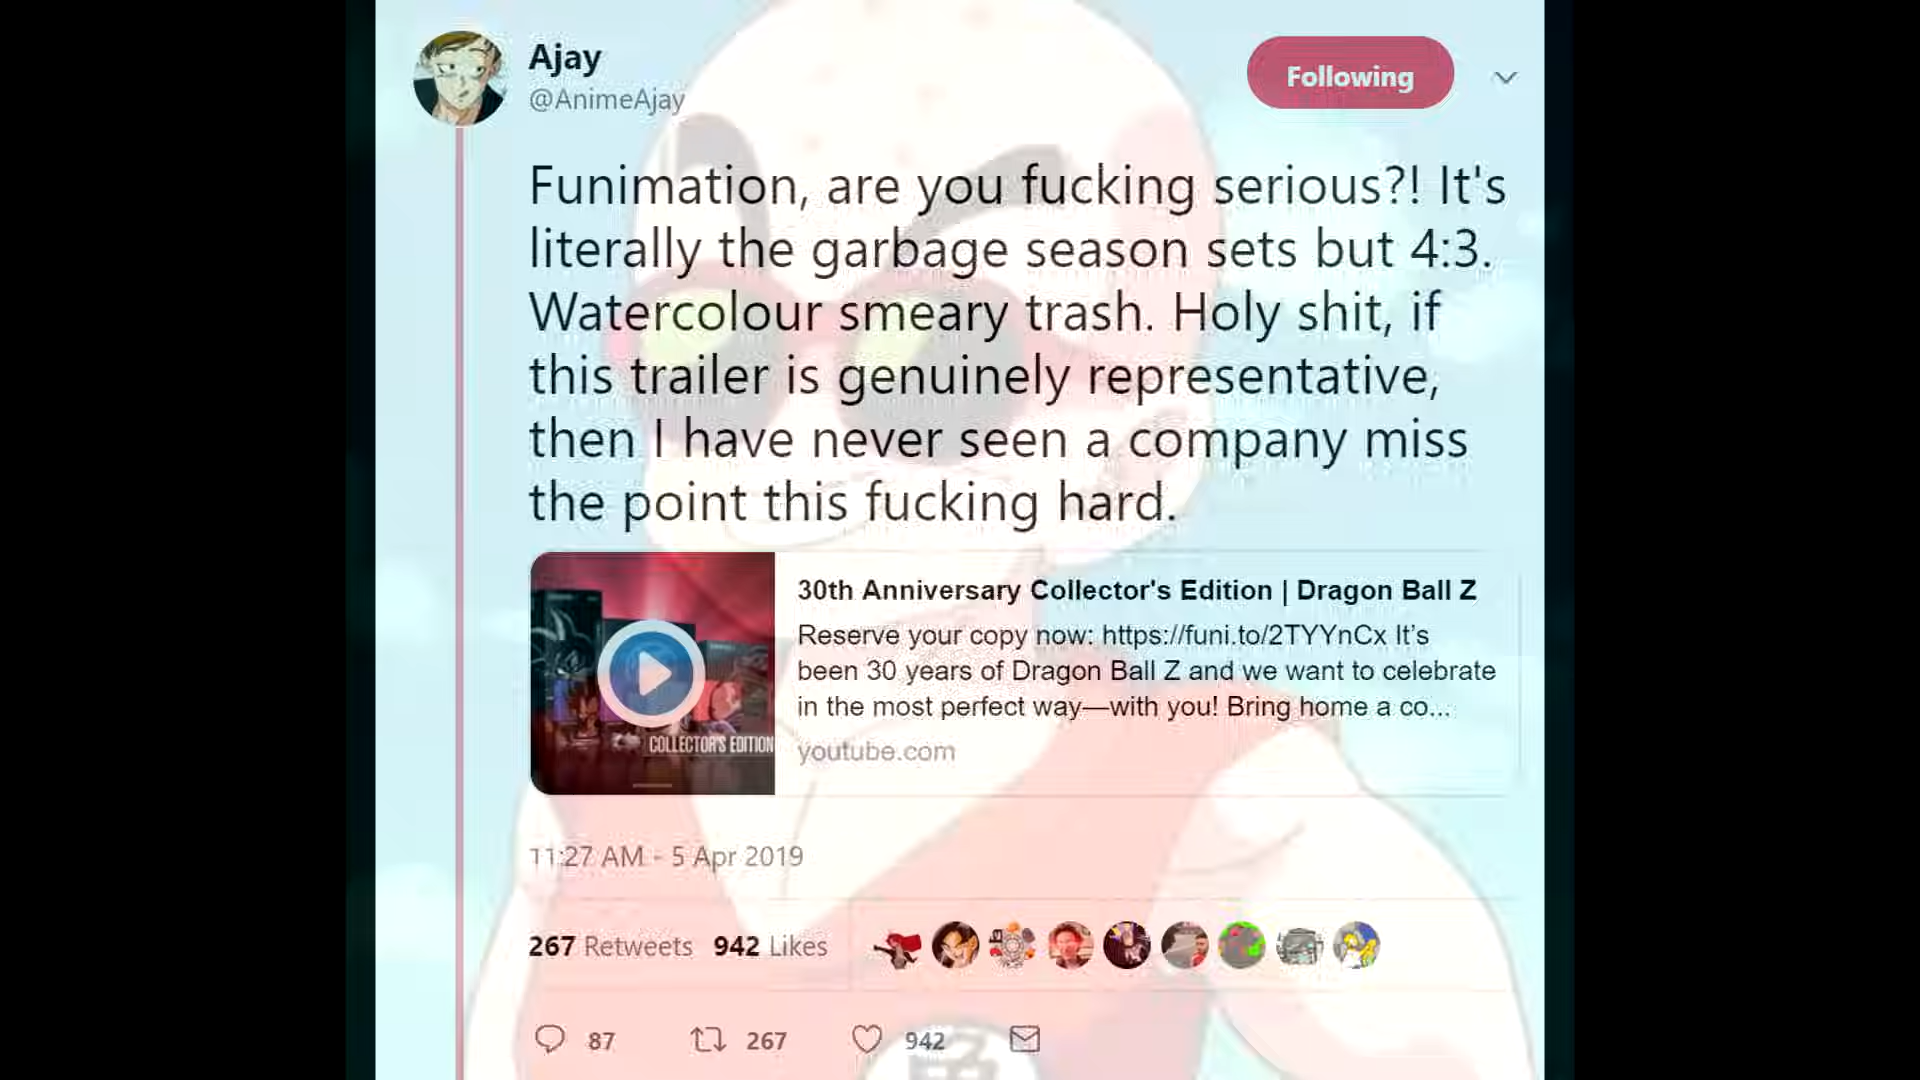 Ajay
@AnimeAjay
Following
Funimation, are you fucking serious?! It's
literally the garbage season sets but 4:3.
Watercolour smeary trash. Holy shit, if
this trailer is genuinely representative,
then I have never seen a company miss
the point this fucking hard.
COLLECTOR'S EDITION
30th Anniversary Collector's Edition | Dragon Ball Z
Reserve your copy now: https://funi.to/2TYYnCx It’s
been 30 years of Dragon Ball Z and we want to celebrate
in the most perfect way—with you! Bring home a co...
youtube.com
11:27 AM - 5 Apr 2019
267 Retweets 942 Likes
87 267 942
亀